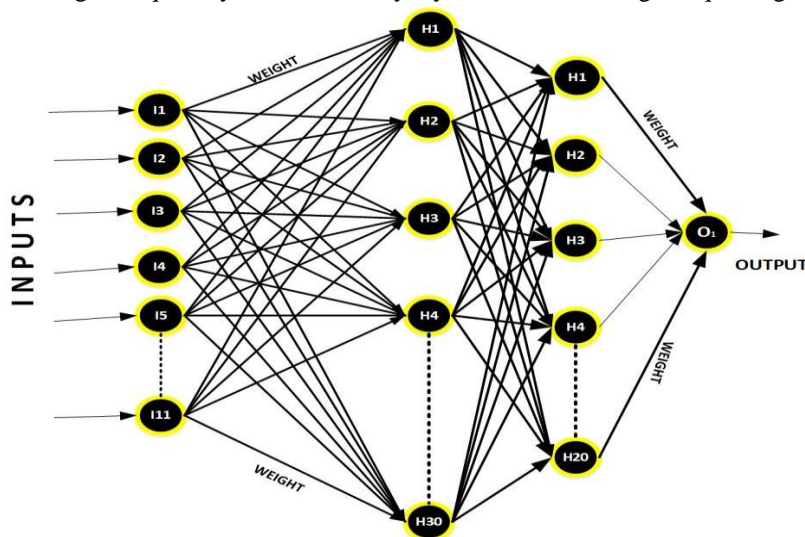 INPUTS
I1
I2
I3
I4
I5
I11
WEIGHT
WEIGHT
H1
H2
H3
H4
H30
H1
H2
H3
H4
H20
WEIGHT
WEIGHT
O1
OUTPUT